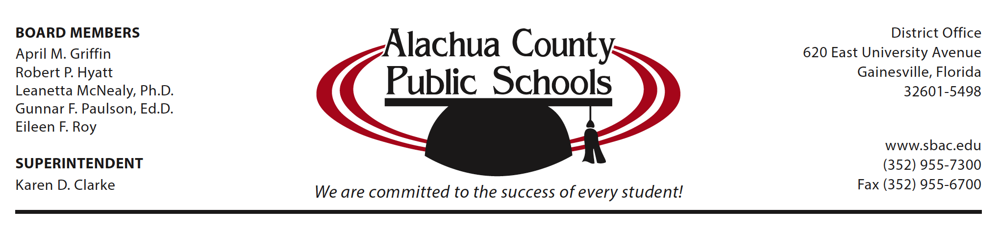 BOARD MEMBERS
April M. Griffin
Robert P. Hyatt
Leanetta McNealy, Ph.D.
Gunnar F. Paulson, Ed.D.
Eileen F. Roy
SUPERINTENDENT
Karen D. Clarke
Alachua County
Public Schools
We are committed to the success of every student!
District Office
620 East University Avenue
Gainesville, Florida
32601-5498
www.sbac.edu
(352) 955-7300
Fax (352) 955-6700